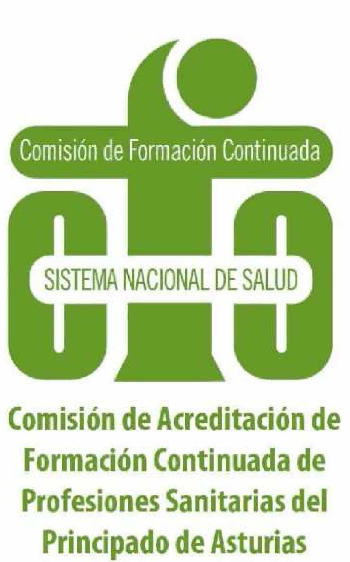 Comisión de Formación Continuada
SISTEMA NACIONAL DE SALUD
Comisión de Acreditación de
Formación Continuada de
Profesiones Sanitarias del
Principado de Asturias